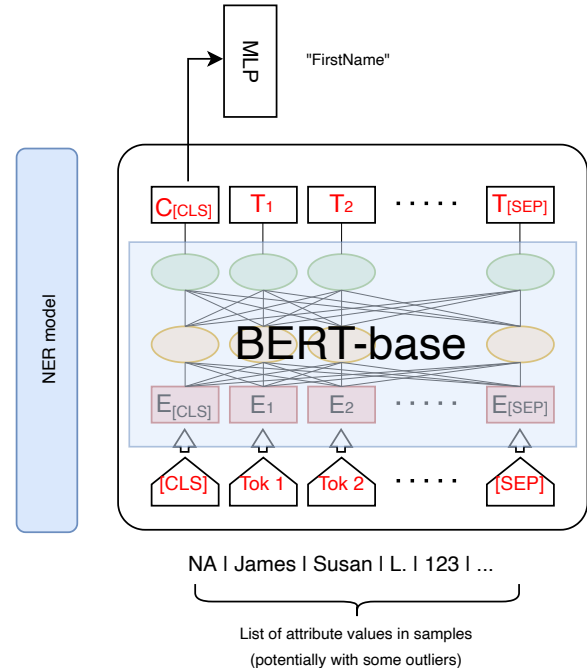 MLP
"FirstName"
NER model
C[CLS] T1 T2 ..... T[SEP]
BERT-base
E[CLS] E1 E2 ..... E[SEP]
[CLS] Tok 1 Tok 2 ..... [SEP]
NA | James | Susan | L. | 123 | ...
List of attribute values in samples
(potentially with some outliers)